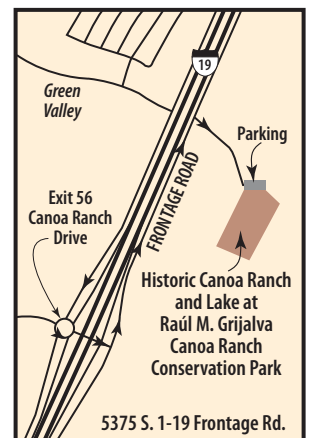 19
Green
Valley
Parking
FRONTAGE ROAD
Exit 56
Canoa Ranch
Drive
Historic Canoa Ranch
and Lake at
Raúl M. Grijalva
Canoa Ranch
Conservation Park
5375 S. 1-19 Frontage Rd.